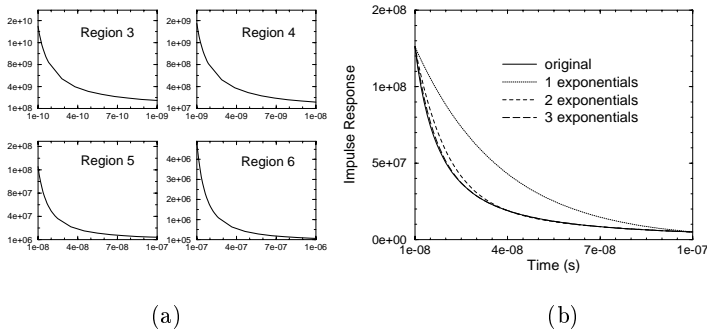 2e+10
1e+10
8e+09
4e+09
1e+08
Region 3
1e-10
4e-10
7e-10
1e-09
2e+09
1e+09
8e+08
4e+08
1e+07
Region 4
1e-09
4e-09
7e-09
1e-08
2e+08
1e+08
7e+07
4e+07
1e+06
Region 5
1e-08
4e-08
7e-08
1e-07
4e+06
3e+06
1e+06
1e+05
Region 6
1e-07
4e-07
7e-07
1e-06
(a)
2e+08
1e+08
5e+07
0e+00
Impulse Response
original
1 exponentials
2 exponentials
3 exponentials
1e-08
4e-08
7e-08
1e-07
Time (s)
(b)